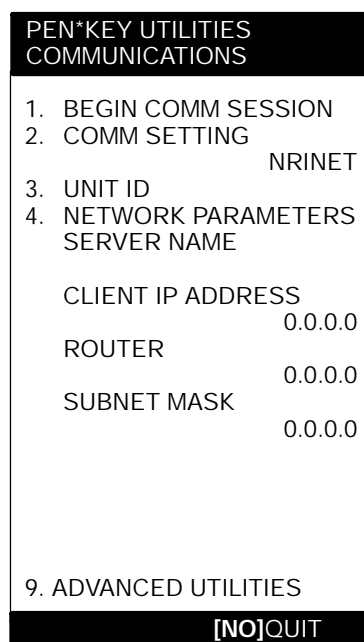 PEN*KEY UTILITIES
COMMUNICATIONS
1. BEGIN COMM SESSION
2. COMM SETTING
NRINET
3. UNIT ID
4. NETWORK PARAMETERS
SERVER NAME
CLIENT IP ADDRESS
0.0.0.0
ROUTER
0.0.0.0
SUBNET MASK
0.0.0.0
9. ADVANCED UTILITIES
[NO]QUIT